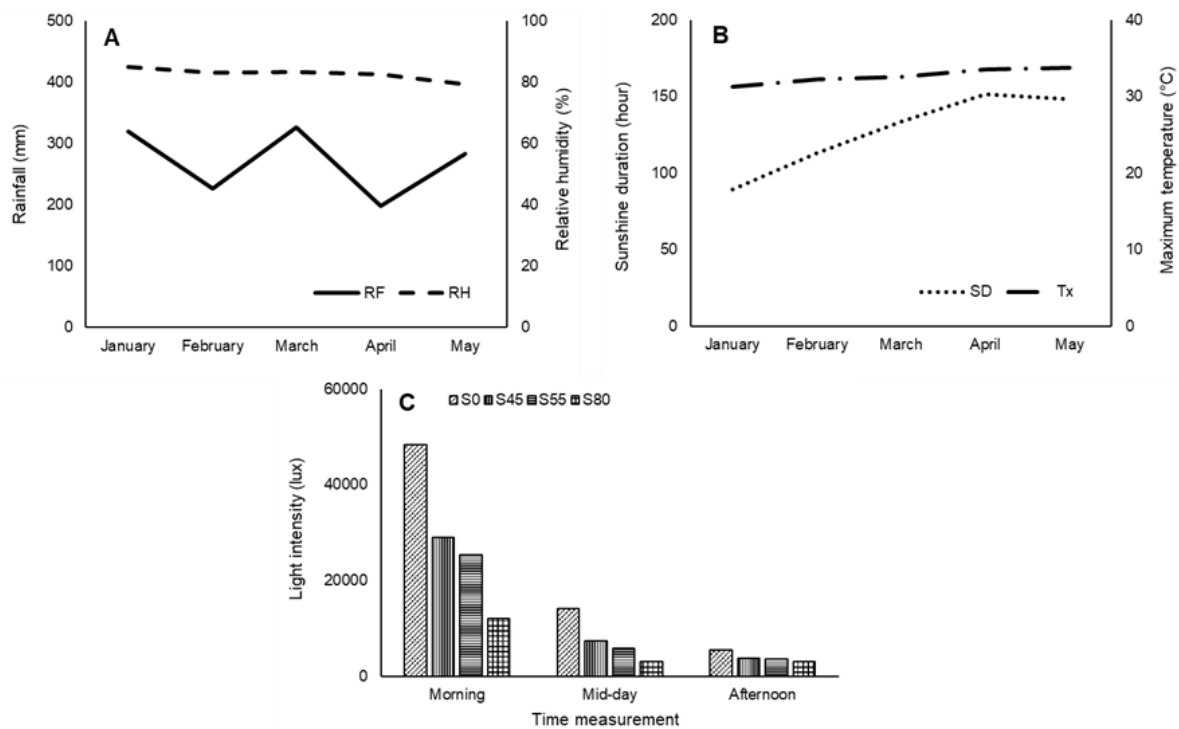 A
Rainfall (mm)
500
400
300
200
100
0
Relative humidity (%)
100
80
60
40
20
0
RF
RH
January February March April May
B
Sunshine duration (hour)
200
150
100
50
0
Maximum temperature (°C)
40
30
20
10
0
SD
Tx
January February March April May
C
S0 S45 S55 S80
Light intensity (lux)
60000
40000
20000
0
Morning Mid-day Afternoon
Time measurement